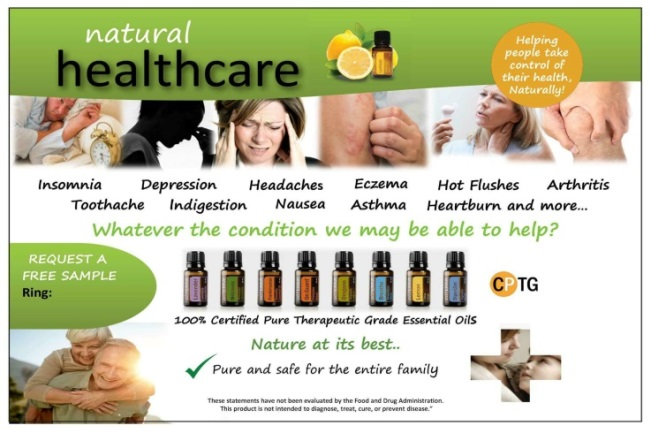 natural
healthcare
Helping
people take
control of
their health,
Naturally!
Insomnia Depression Headaches Eczema Hot Flushes Arthritis
Toothache Indigestion Nausea Asthma Heartburn and more...
Whatever the condition we may be able to help?
REQUEST A
FREE SAMPLE
Ring:
CPTG
100% Certified Pure Therapeutic Grade Essential Oils
Nature at its best..
Pure and safe for the entire family
These statements have not been evaluated by the Food and Drug Administration.
This product is not intended to diagnose, treat, cure, or prevent disease."